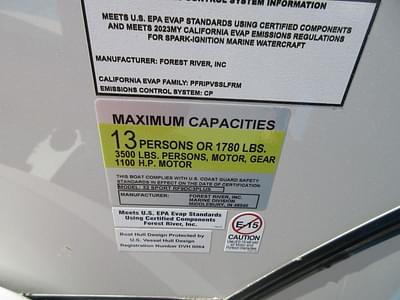 CONTROL SYSTEM INFORMATION
MEETS U.S. EPA EVAP STANDARDS USING CERTIFIED COMPONENTS
AND MEETS 2023MY CALIFORNIA EVAP EMISSIONS REGULATIONS
FOR SPARK-IGNITION MARINE WATERCRAFT
MANUFACTURER: FOREST RIVER, INC
CALIFORNIA EVAP FAMILY: PFRIPVSSLFRM
EMISSIONS CONTROL SYSTEM: CP
MAXIMUM CAPACITIES
13 PERSONS OR 1780 LBS.
3500 LBS. PERSONS, MOTOR, GEAR
1100 H.P. MOTOR
THIS BOAT COMPLIES WITH U.S. COAST GUARD SAFETY
STANDARDS IN EFFECT ON THE DATE OF CERTIFICATION
MANUFACTURER: FOREST RIVER, INC.
MARINE DIVISION
MIDDLEBURY, IN 46540
Meets U.S. EPA Evap Standards
Using Certified Components
Forest River, Inc.
Boat Hull Design Protected by
U.S. Vessel Hull Design
Registration Number DVH
E-15
CAUTION